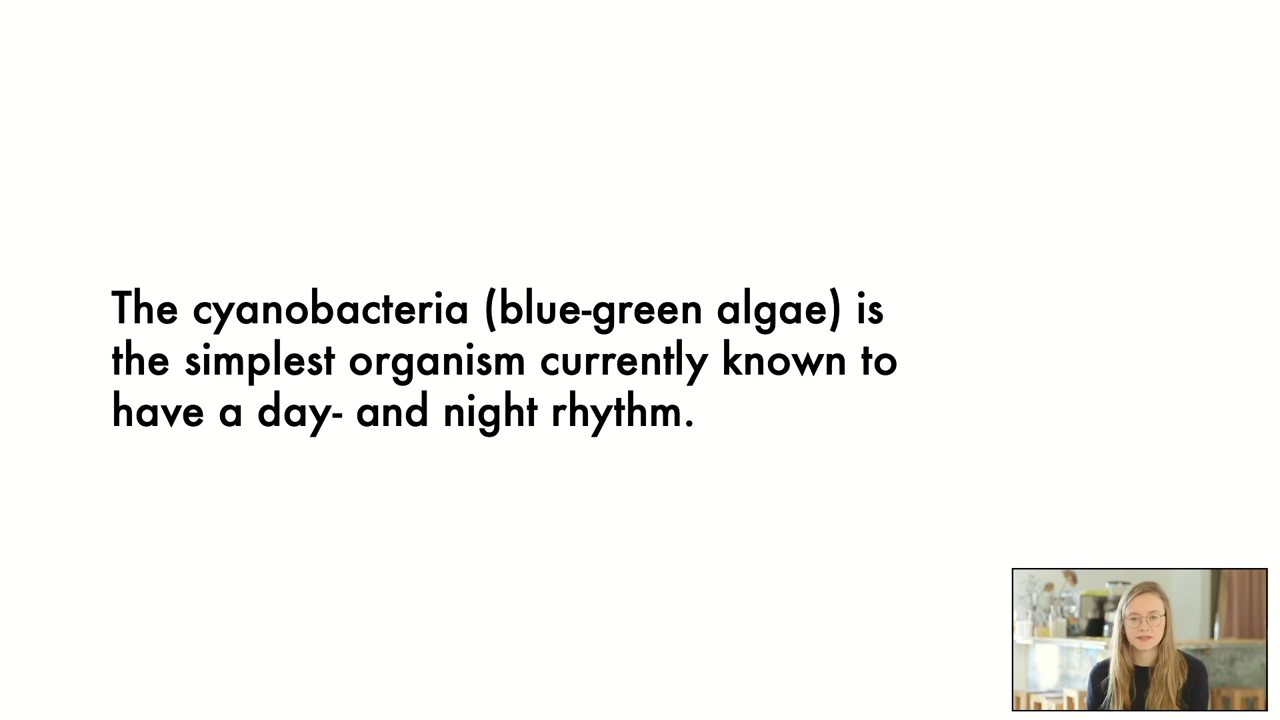 The cyanobacteria (blue-green algae) is
the simplest organism currently known to
have a day- and night rhythm.